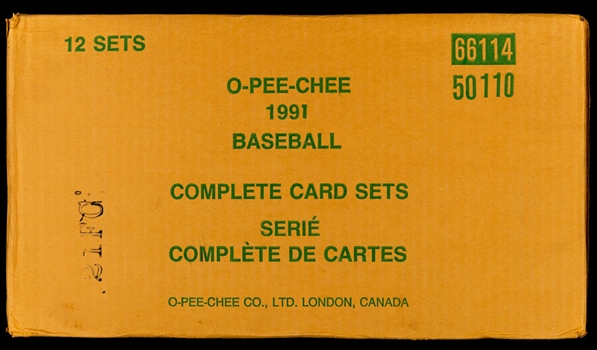 12 SETS
66114
50110
O-PEE-CHEE
1991
BASEBALL
COMPLETE CARD SETS
SERIÉ
COMPLÈTE DE CARTES
O-PEE-CHEE CO., LTD. LONDON, CANADA